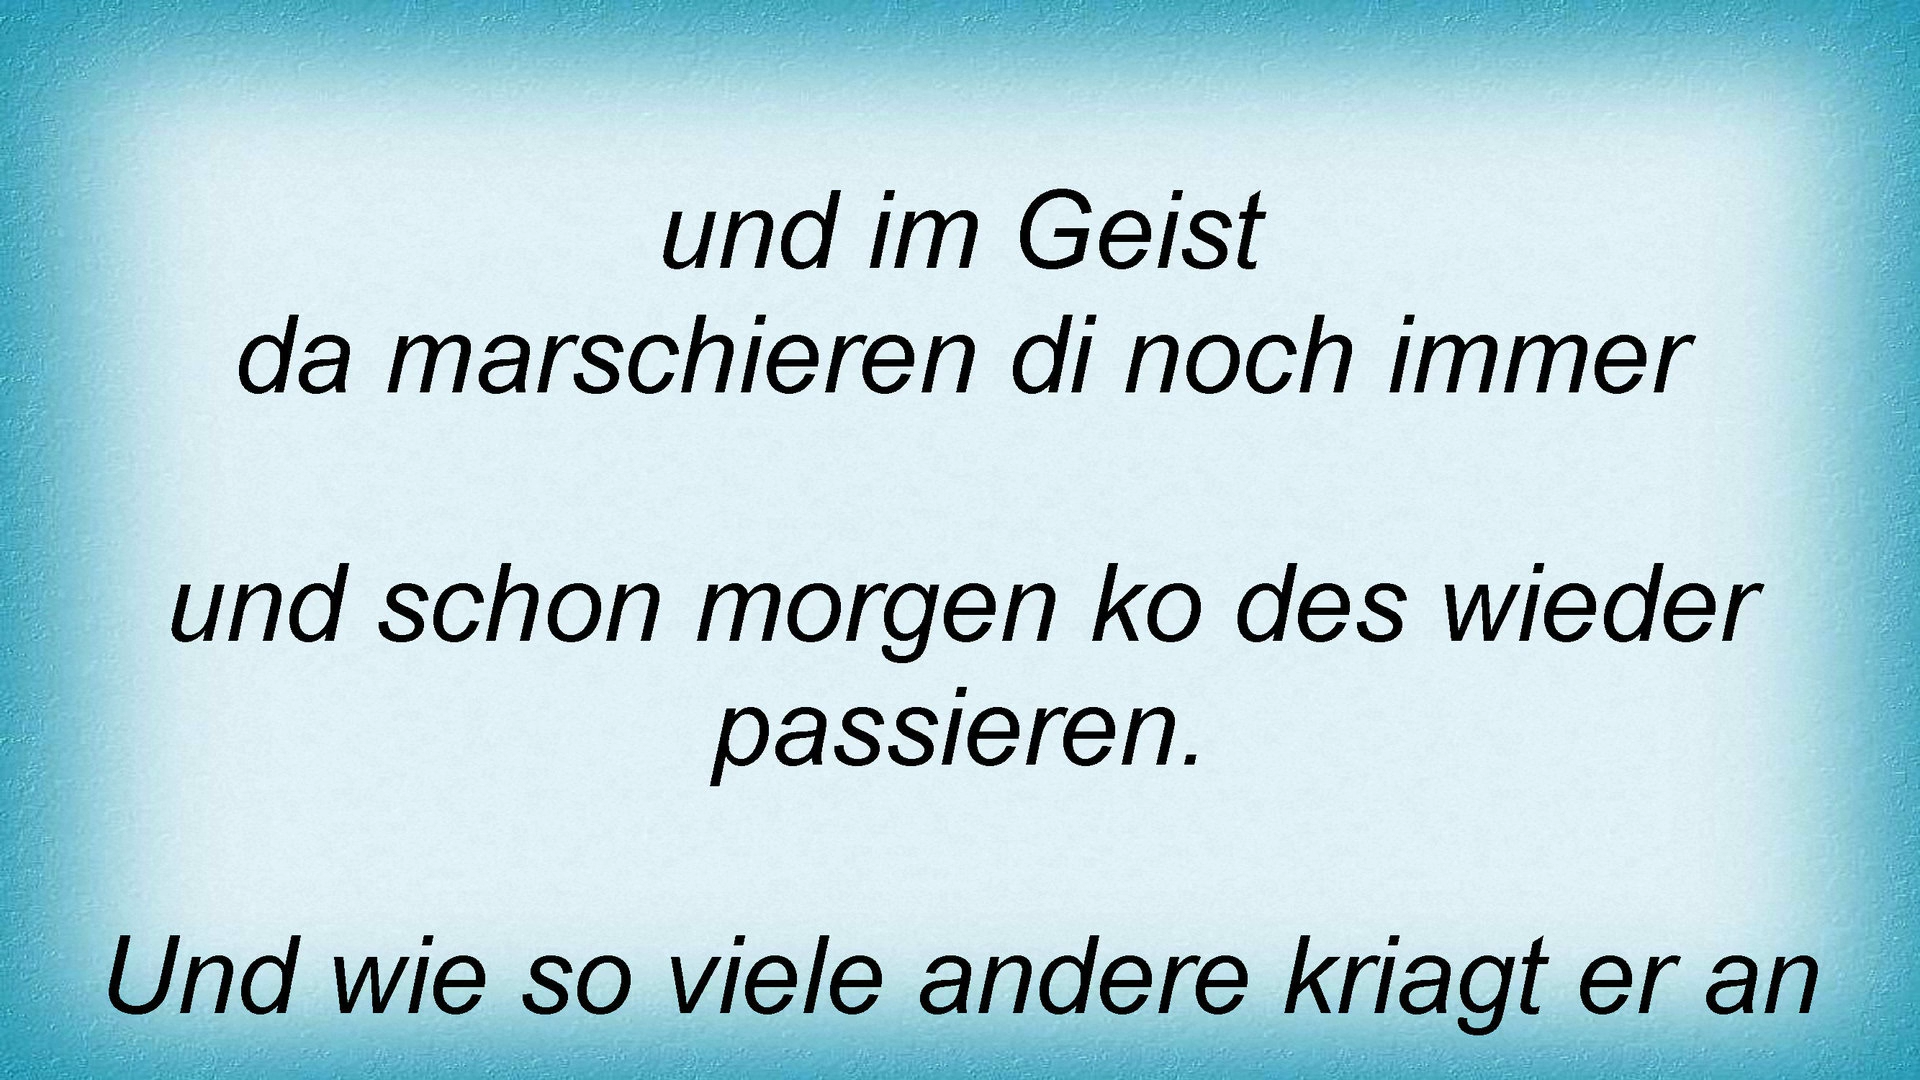 und im Geist
da marschieren di noch immer
und schon morgen ko des wieder
passieren.
Und wie so viele andere kriagt er an